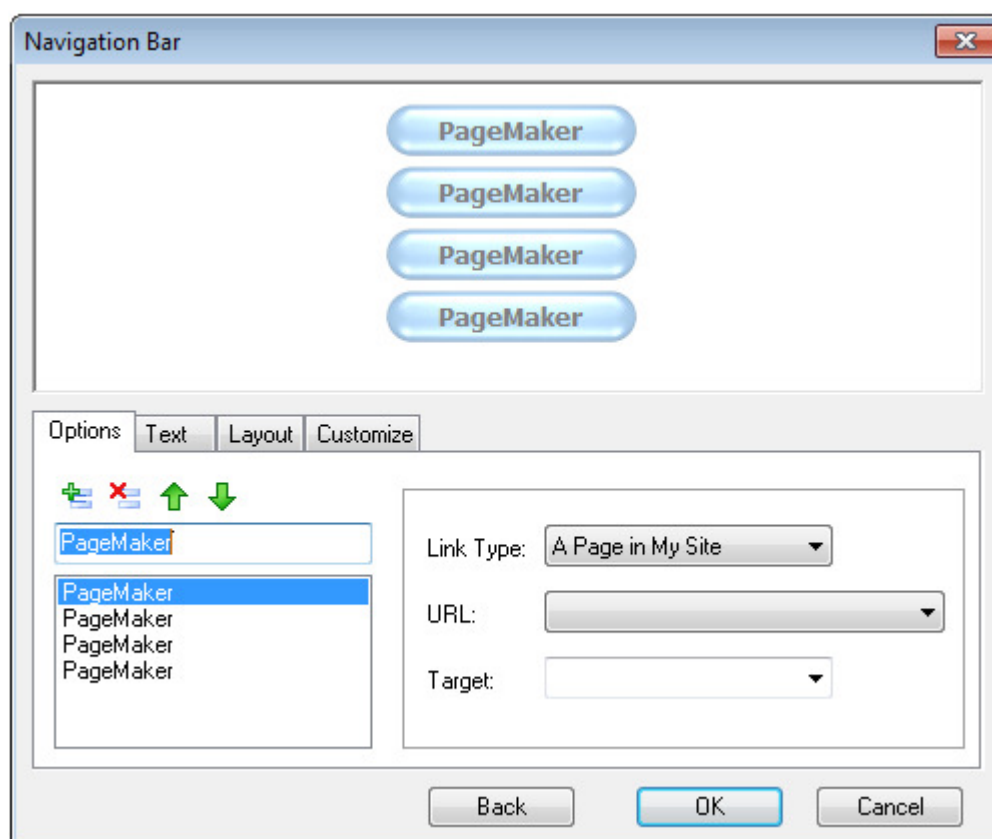 Navigation Bar
PageMaker
PageMaker
PageMaker
PageMaker
Options Text Layout Customize
PageMaker
PageMaker
PageMaker
PageMaker
PageMaker
Link Type: A Page in My Site
URL:
Target:
Back OK Cancel